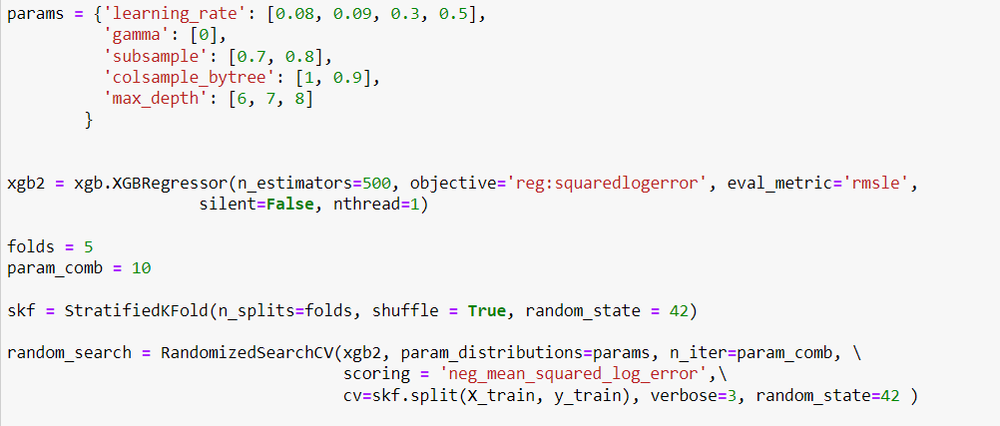 params = {'learning_rate': [0.08, 0.09, 0.3, 0.5],
'gamma': [0],
'subsample': [0.7, 0.8],
'colsample_bytree': [1, 0.9],
'max_depth': [6, 7, 8]
}
xgb2 = xgb.XGBRegressor(n_estimators=500, objective='reg:squaredlogerror', eval_metric='rmsle',
silent=False, nthread=1)
folds = 5
param_comb = 10
skf = StratifiedKFold(n_splits=folds, shuffle = True, random_state = 42)
random_search = RandomizedSearchCV(xgb2, param_distributions=params, n_iter=param_comb, \
scoring = 'neg_mean_squared_log_error',\
cv=skf.split(X_train, y_train), verbose=3, random_state=42 )